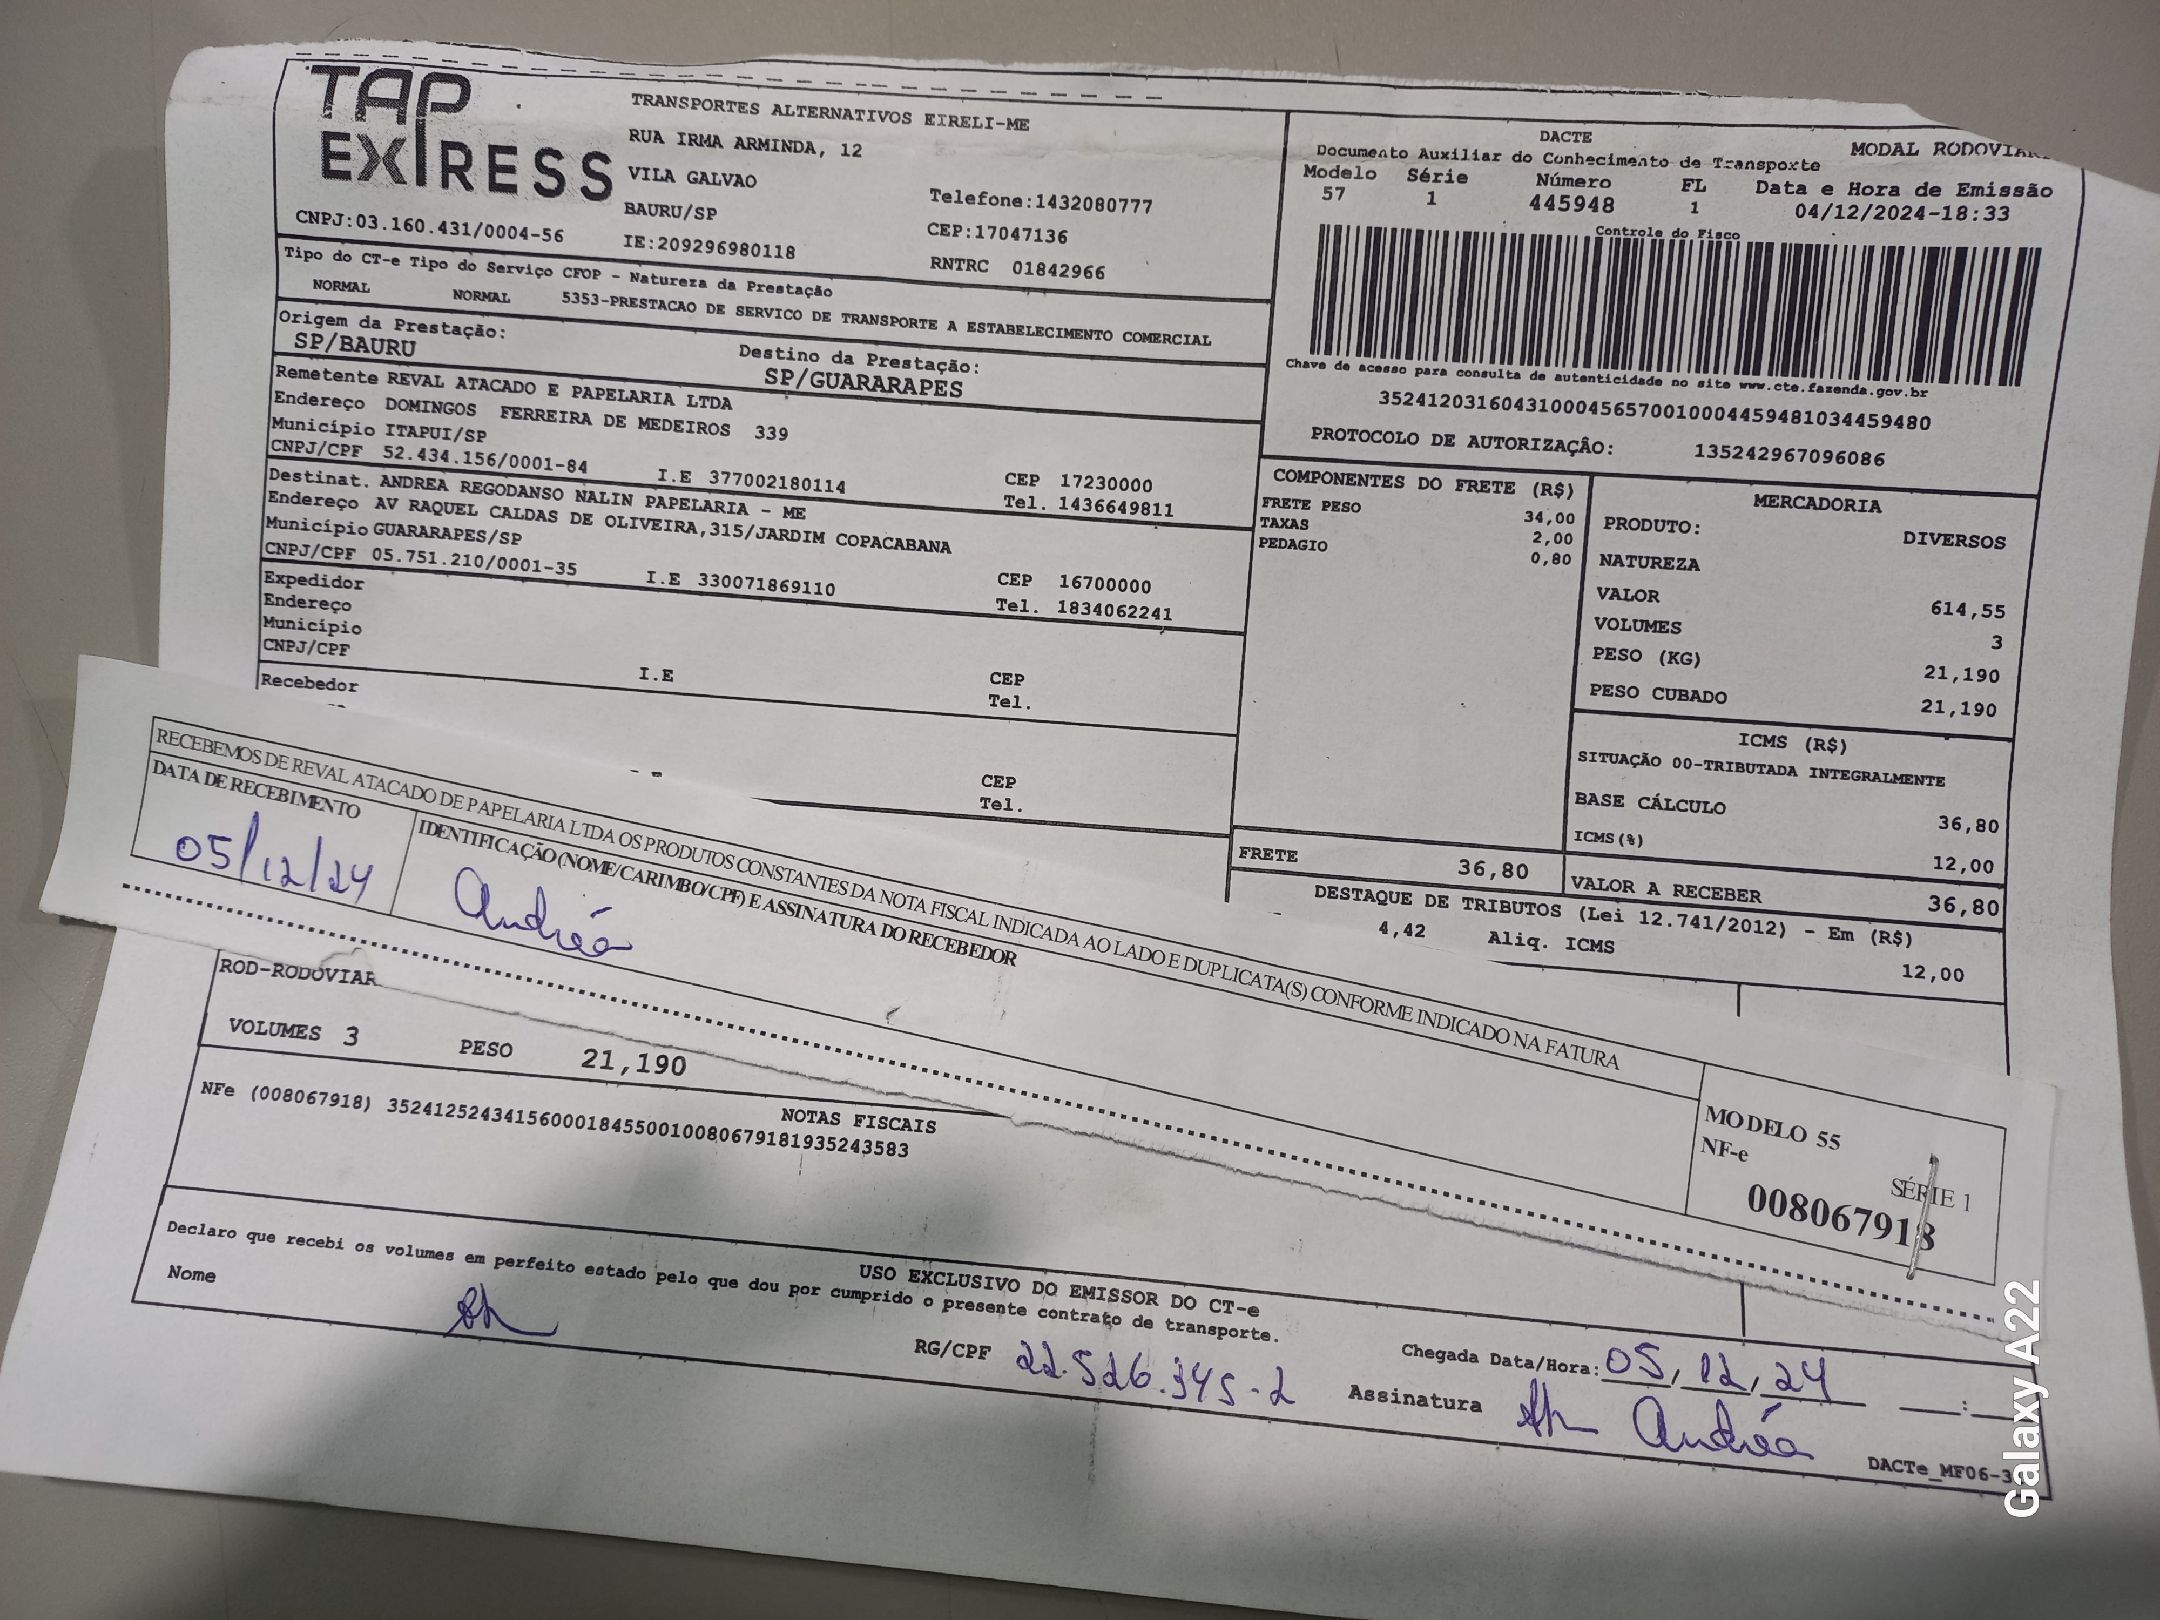 TAP EXPRESS
TRANSPORTES ALTERNATIVOS EIRELI-ME
RUA IRMA ARMINDA, 12
VILA GALVAO
BAURU/SP
Telefone:1432080777
CEP:17047136
CNPJ:03.160.431/0004-56
IE:209296980118
RNTRC 01842966
Tipo do CT-e Tipo do Serviço CFOP - Natureza da Prestação
NORMAL NORMAL 5353-PRESTACAO DE SERVICO DE TRANSPORTE A ESTABELECIMENTO COMERCIAL
Origem da Prestação:
SP/BAURU
Destino da Prestação:
SP/GUARARAPES
Remetente REVAL ATACADO E PAPELARIA LTDA
Endereço DOMINGOS FERREIRA DE MEDEIROS 339
Município ITAPUI/SP
CEP 17230000
CNPJ/CPF 52.434.156/0001-84 I.E 377002180114 Tel. 1436649811
Destinat. ANDREA REGODANSO NALIN PAPELARIA - ME
Endereço AV RAQUEL CALDAS DE OLIVEIRA,315/JARDIM COPACABANA
Município GUARARAPES/SP
CEP 16700000
CNPJ/CPF 05.751.210/0001-35 I.E 330071869110 Tel. 1834062241
Expedidor
Endereço
Município
CNPJ/CPF I.E CEP
Tel.
Recebedor
CEP
Tel.
DACTE
MODAL RODOVIAR
Documento Auxiliar do Conhecimento de Transporte
Modelo Série Número FL Data e Hora de Emissão
57 1 445948 1 04/12/2024-18:33
Controle do Fisco
Chave de acesso para consulta de autenticidade no site www.cte.fazenda.gov.br
35241203160431000456570010004459481034459480
PROTOCOLO DE AUTORIZAÇÃO: 135242967096086
COMPONENTES DO FRETE (R$)
FRETE PESO 34,00
TAXAS 2,00
PEDAGIO 0,80
MERCADORIA
PRODUTO: DIVERSOS
NATUREZA
VALOR 614,55
VOLUMES 3
PESO (KG) 21,190
PESO CUBADO 21,190
ICMS (R$)
SITUAÇÃO 00-TRIBUTADA INTEGRALMENTE
BASE CÁLCULO 36,80
ICMS(%) 12,00
FRETE 36,80
VALOR A RECEBER 36,80
DESTAQUE DE TRIBUTOS (Lei 12.741/2012) - Em (R$)
4,42 Aliq. ICMS 12,00
RECEBEMOS DE REVAL ATACADO DE PAPELARIA LTDA OS PRODUTOS CONSTANTES DA NOTA FISCAL INDICADA AO LADO E DUPLICATA(S) CONFORME INDICADO NA FATURA
DATA DE RECEBIMENTO
05/12/24
IDENTIFICAÇÃO (NOME/CARIMBO/CPF) E ASSINATURA DO RECEBEDOR
Andréa
MODELO 55
NF-e
SÉRIE 1
008067918
ROD-RODOVIAR
VOLUMES 3 PESO 21,190
NOTAS FISCAIS
NFe (008067918) 35241252434156000184550010080679181935243583
USO EXCLUSIVO DO EMISSOR DO CT-e
Declaro que recebi os volumes em perfeito estado pelo que dou por cumprido o presente contrato de transporte.
Nome
RG/CPF 22.526.345-2
Chegada Data/Hora: 05/12/24 :
Assinatura Andréa
DACTe_MF06-3
Galaxy A22